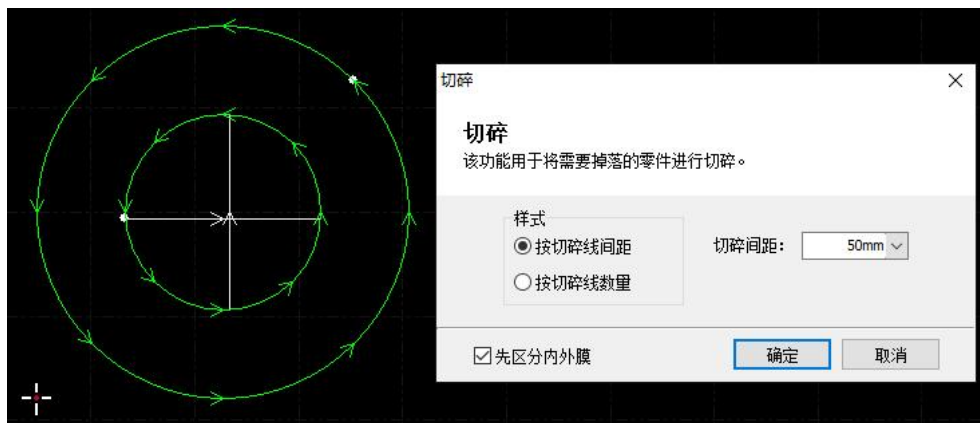 切碎
切碎
该功能用于将需要掉落的零件进行切碎。
样式
按切碎线间距
切碎间距： 50mm
按切碎线数量
先区分内外膜
确定
取消